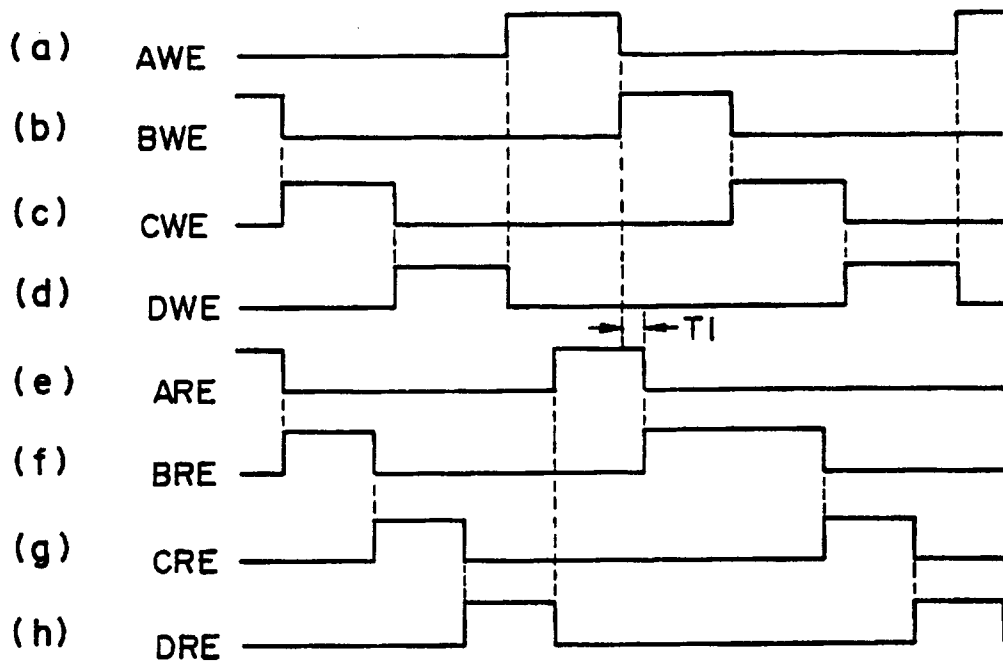 (a) AWE
(b) BWE
(c) CWE
(d) DWE
T1
(e) ARE
(f) BRE
(g) CRE
(h) DRE